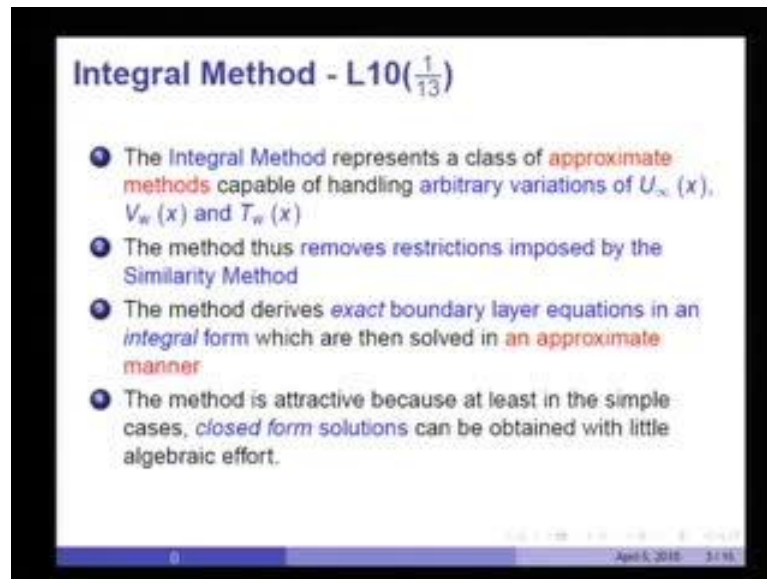 Integral Method - L10(1/13)
The Integral Method represents a class of approximate
methods capable of handling arbitrary variations of U∞ (x),
Vw (x) and Tw (x)
The method thus removes restrictions imposed by the
Similarity Method
The method derives exact boundary layer equations in an
integral form which are then solved in an approximate
manner
The method is attractive because at least in the simple
cases, closed form solutions can be obtained with little
algebraic effort.
()
April 5, 2010